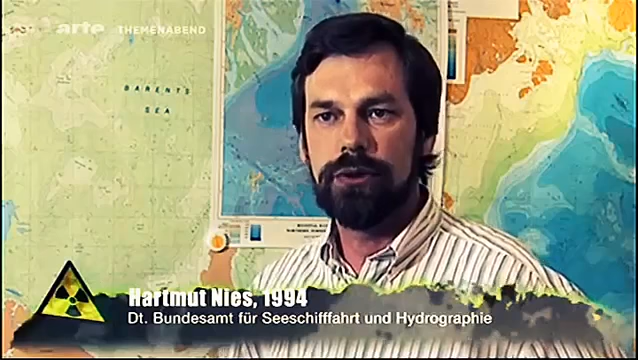 arte THEMENABEND
BARENTS
SEA
Hartmut Nies, 1994
Dt. Bundesamt für Seeschifffahrt und Hydrographie